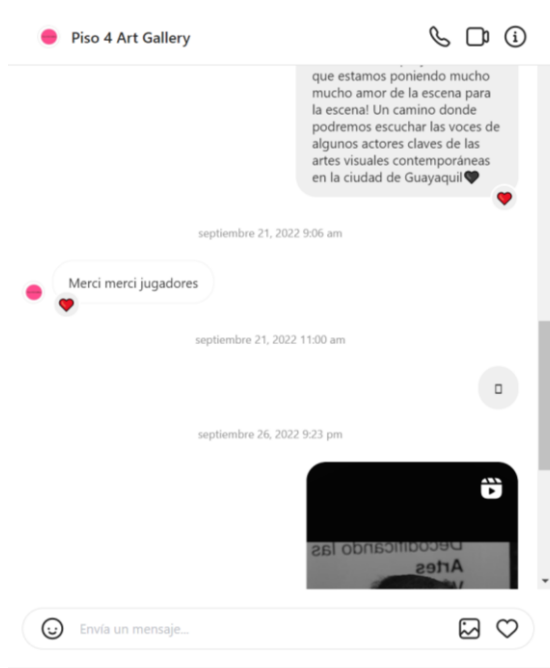 Piso 4 Art Gallery
que estamos poniendo mucho
mucho amor de la escena para
la escena! Un camino donde
podremos escuchar las voces de
algunos actores claves de las
artes visuales contemporáneas
en la ciudad de Guayaquil🖤
septiembre 21, 2022 9:06 am
Merci merci jugadores
septiembre 21, 2022 11:00 am
septiembre 26, 2022 9:23 pm
Decodificando las
Artes
Envía un mensaje...